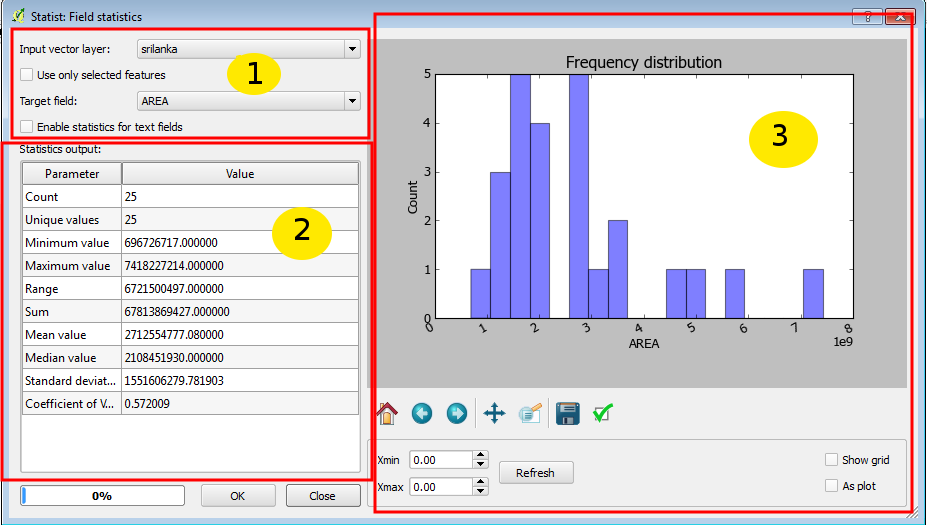 Statist: Field statistics
Input vector layer: srilanka
Use only selected features
1
Target field: AREA
Enable statistics for text fields
Statistics output:
Parameter Value
Count 25
Unique values 25
2
Minimum value 696726717.000000
Maximum value 7418227214.000000
Range 6721500497.000000
Sum 67813869427.000000
Mean value 2712554777.080000
Median value 2108451930.000000
Standard deviat... 1551606279.781903
Coefficient of V... 0.572009
0% OK Close
Frequency distribution
5
4
3
2
1
0
Count
3
0 1 2 3 4 5 6 7 8
AREA 1e9
Xmin 0.00
Xmax 0.00
Refresh
Show grid
As plot